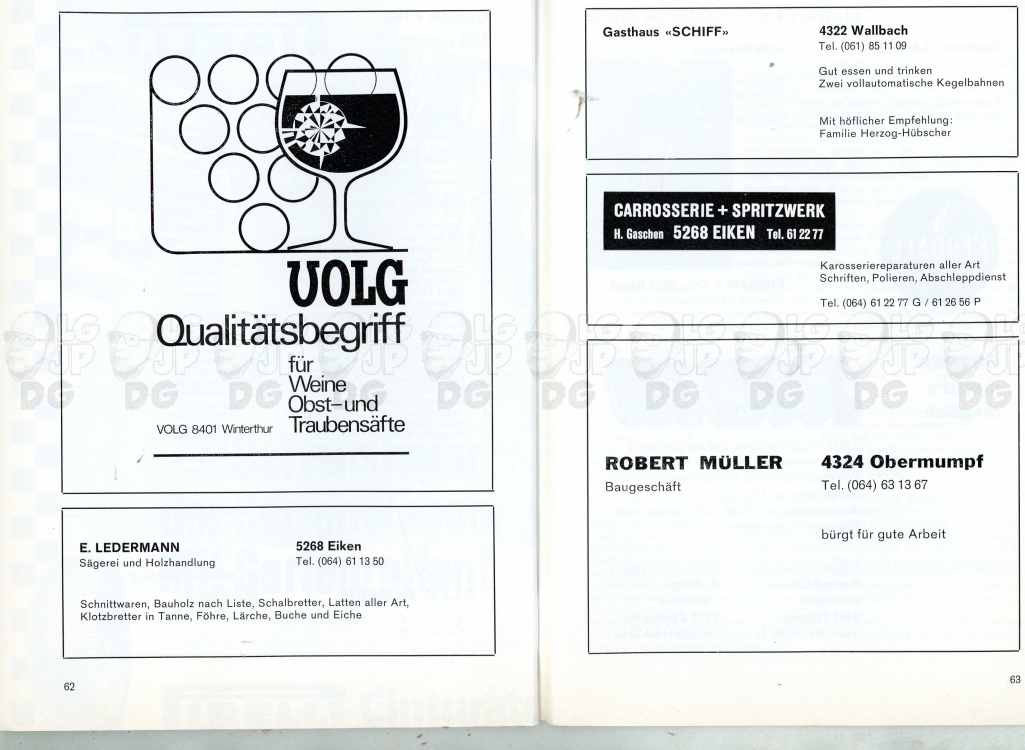 VOLG
Qualitätsbegriff
für
Weine
Obst-und
Traubensäfte
VOLG 8401 Winterthur
E. LEDERMANN
Sägerei und Holzhandlung
5268 Eiken
Tel. (064) 61 13 50
Schnittwaren, Bauholz nach Liste, Schalbretter, Latten aller Art,
Klotzbretter in Tanne, Föhre, Lärche, Buche und Eiche
62
Gasthaus «SCHIFF»
4322 Wallbach
Tel. (061) 85 11 09
Gut essen und trinken
Zwei vollautomatische Kegelbahnen
Mit höflicher Empfehlung:
Familie Herzog-Hübscher
CARROSSERIE + SPRITZWERK
H. Gaschen 5268 EIKEN Tel. 61 22 77
Karosseriereparaturen aller Art
Schriften, Polieren, Abschleppdienst
Tel. (064) 61 22 77 G / 61 26 56 P
ROBERT MÜLLER
Baugeschäft
4324 Obermumpf
Tel. (064) 63 13 67
bürgt für gute Arbeit
63
LG
JP
DG